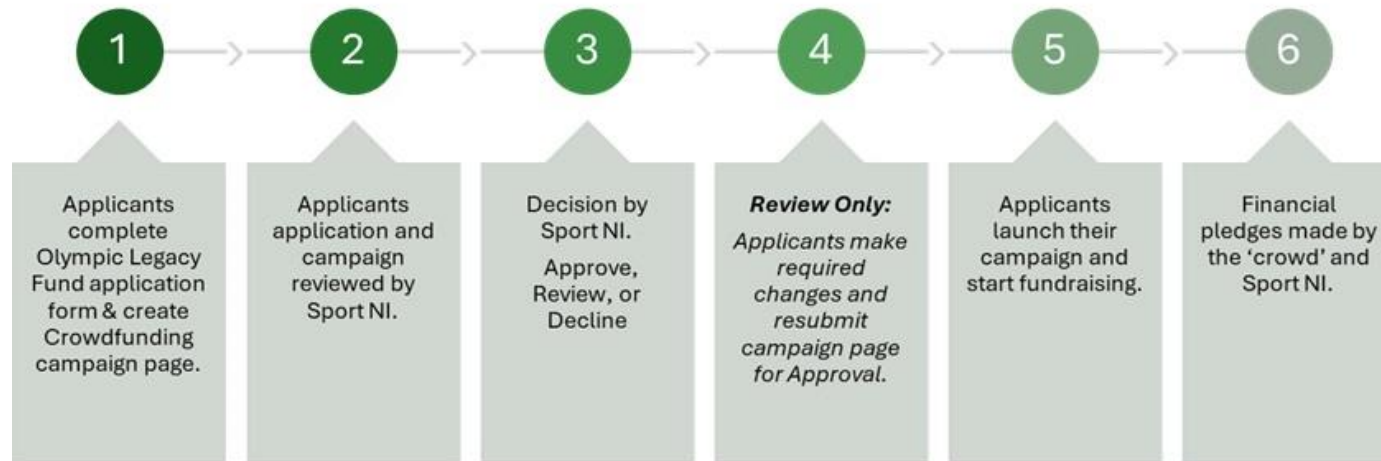 1
2
3
4
5
6
Applicants
complete
Olympic Legacy
Fund application
form & create
Crowdfunding
campaign page.
Applicants
application and
campaign
reviewed by
Sport NI.
Decision by
Sport NI.
Approve,
Review, or
Decline
Review Only:
Applicants make
required
changes and
resubmit
campaign page
for Approval.
Applicants
launch their
campaign and
start fundraising.
Financial
pledges made by
the ‘crowd’ and
Sport NI.